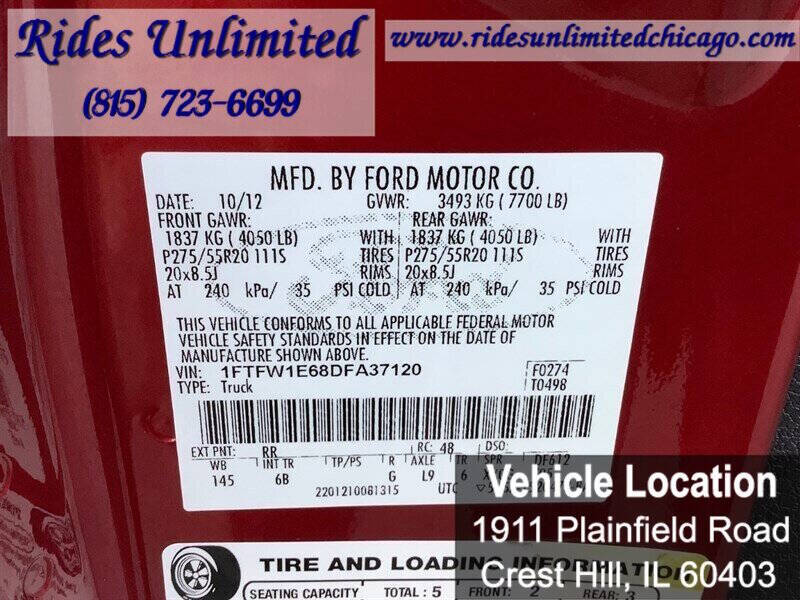 Rides Unlimited
(815) 723-6699
www.ridesunlimitedchicago.com
MFD. BY FORD MOTOR CO.
DATE: 10/12 GVWR: 3493 KG ( 7700 LB)
FRONT GAWR: REAR GAWR:
1837 KG ( 4050 LB) WITH 1837 KG ( 4050 LB) WITH
P275/55R20 111S TIRES P275/55R20 111S TIRES
20x8.5J RIMS 20x8.5J RIMS
AT 240 kPa/ 35 PSI COLD AT 240 kPa/ 35 PSI COLD
THIS VEHICLE CONFORMS TO ALL APPLICABLE FEDERAL MOTOR
VEHICLE SAFETY STANDARDS IN EFFECT ON THE DATE OF
MANUFACTURE SHOWN ABOVE.
VIN: 1FTFW1E68DFA37120 F0274
TYPE: Truck T0498
EXT PNT: RR RC: 48 DSO:
WB INT TR TP/PS R AXLE TR SPR DF612
145 6B G L9 6
2201210081315 UTC
Vehicle Location
1911 Plainfield Road
Crest Hill, IL 60403
TIRE AND LOADING INFORMATION
SEATING CAPACITY TOTAL : 5 FRONT: 2 REAR: 3